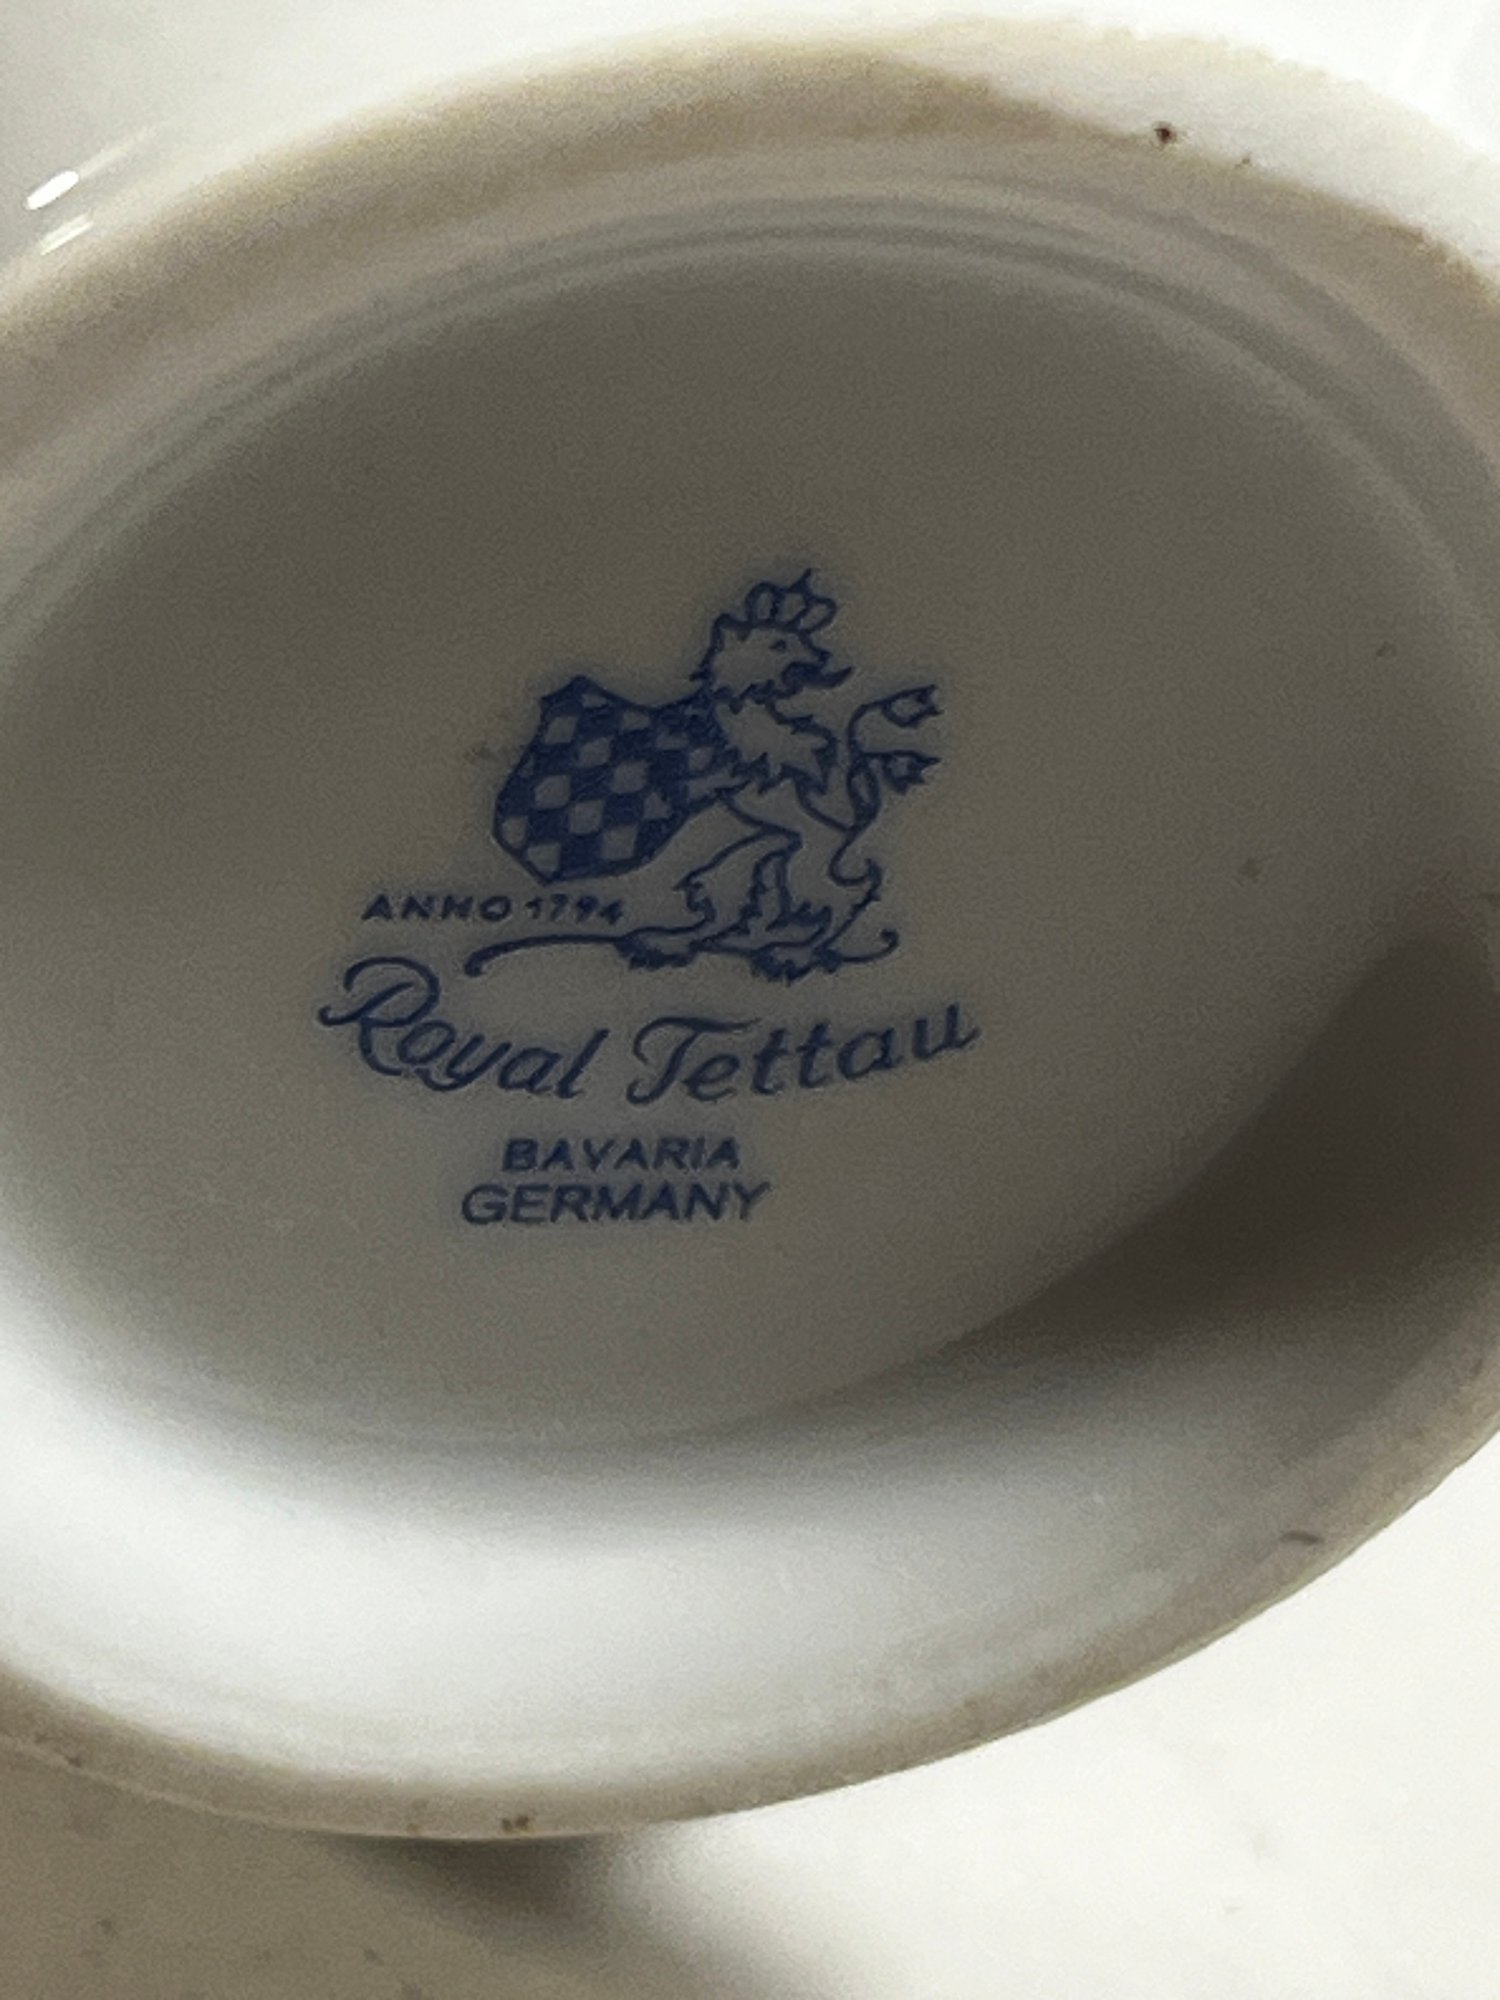 ANNO 1794
Royal Tettau
BAVARIA
GERMANY